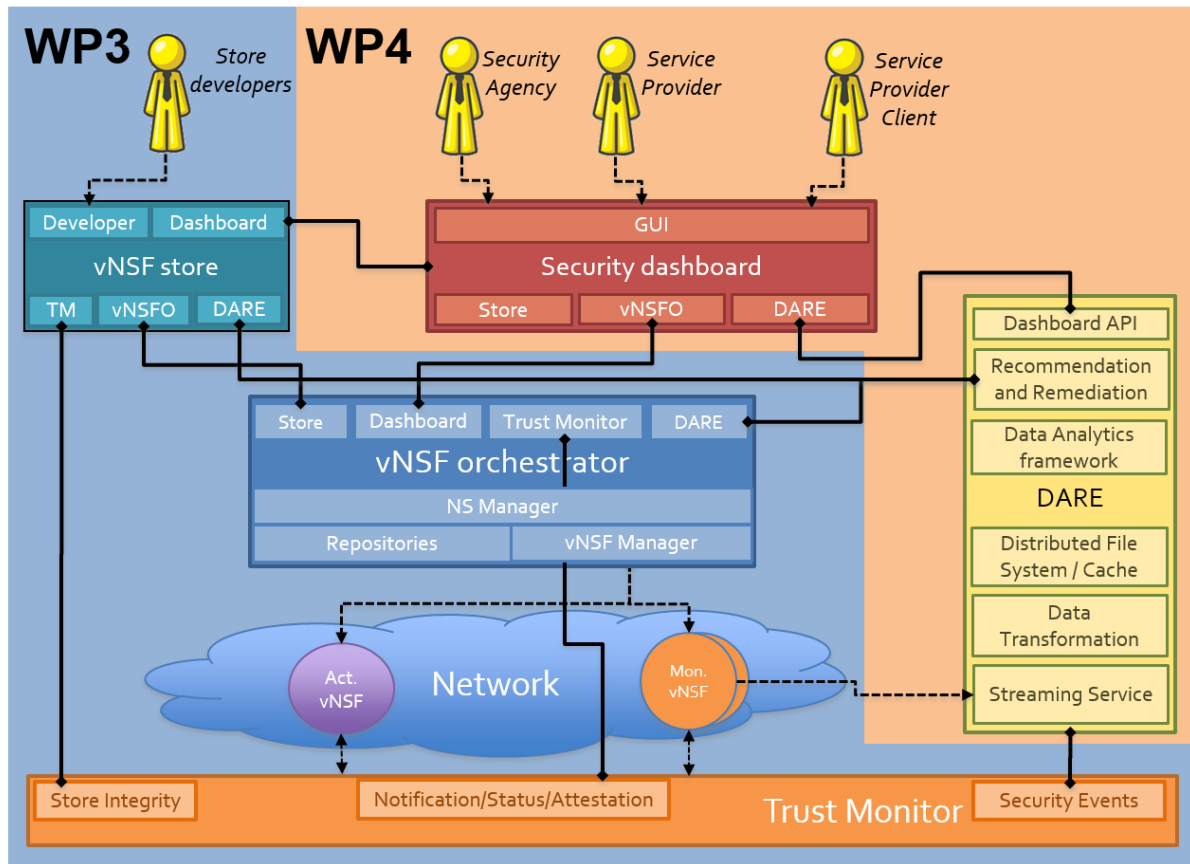 WP3
Store
developers
WP4
Security
Agency
Service
Provider
Service
Provider
Client
Developer
Dashboard
vNSF store
TM
vNSFO
DARE
GUI
Security dashboard
Store
vNSFO
DARE
Dashboard API
Recommendation
and Remediation
Data Analytics
framework
DARE
Distributed File
System / Cache
Data
Transformation
Streaming Service
Store
Dashboard
Trust Monitor
DARE
vNSF orchestrator
NS Manager
Repositories
vNSF Manager
Act.
vNSF
Network
Mon.
vNSF
Store Integrity
Notification/Status/Attestation
Trust Monitor
Security Events